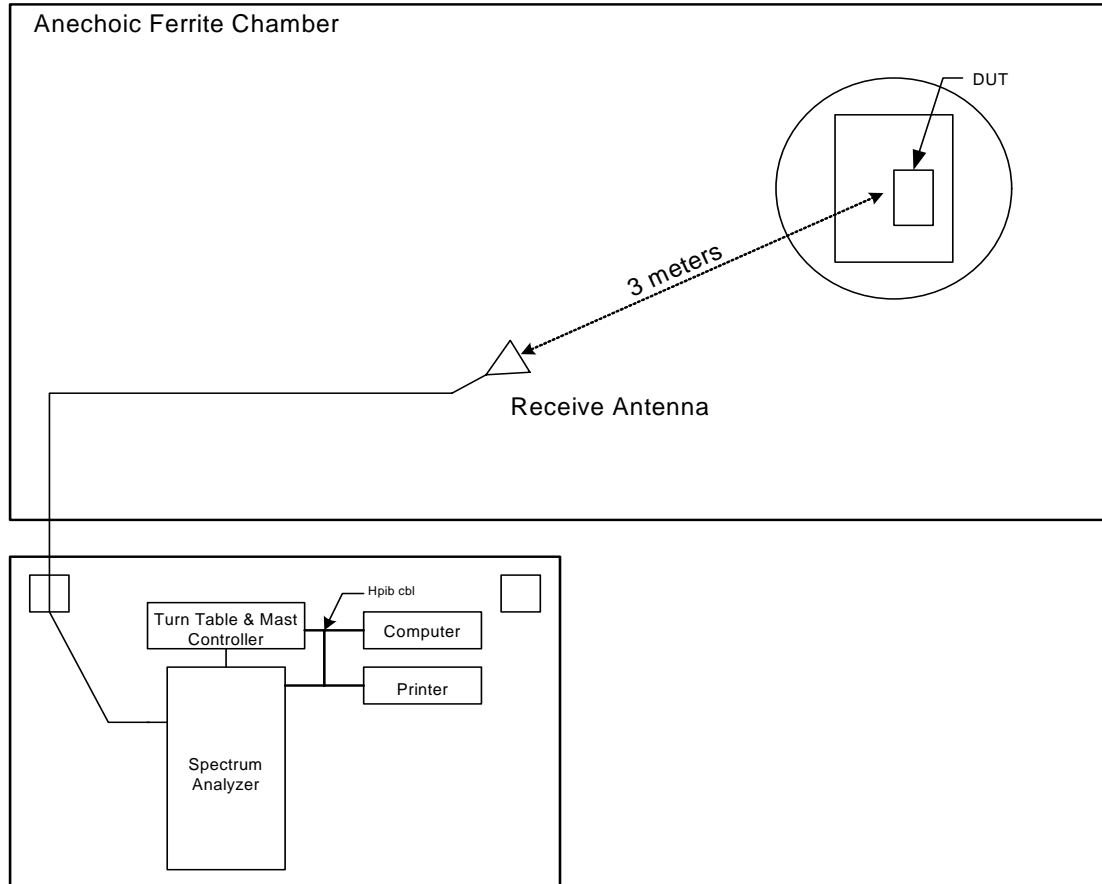 Anechoic Ferrite Chamber
DUT
3 meters
Receive Antenna
Hpib cbl
Turn Table & Mast
Controller
Computer
Printer
Spectrum
Analyzer